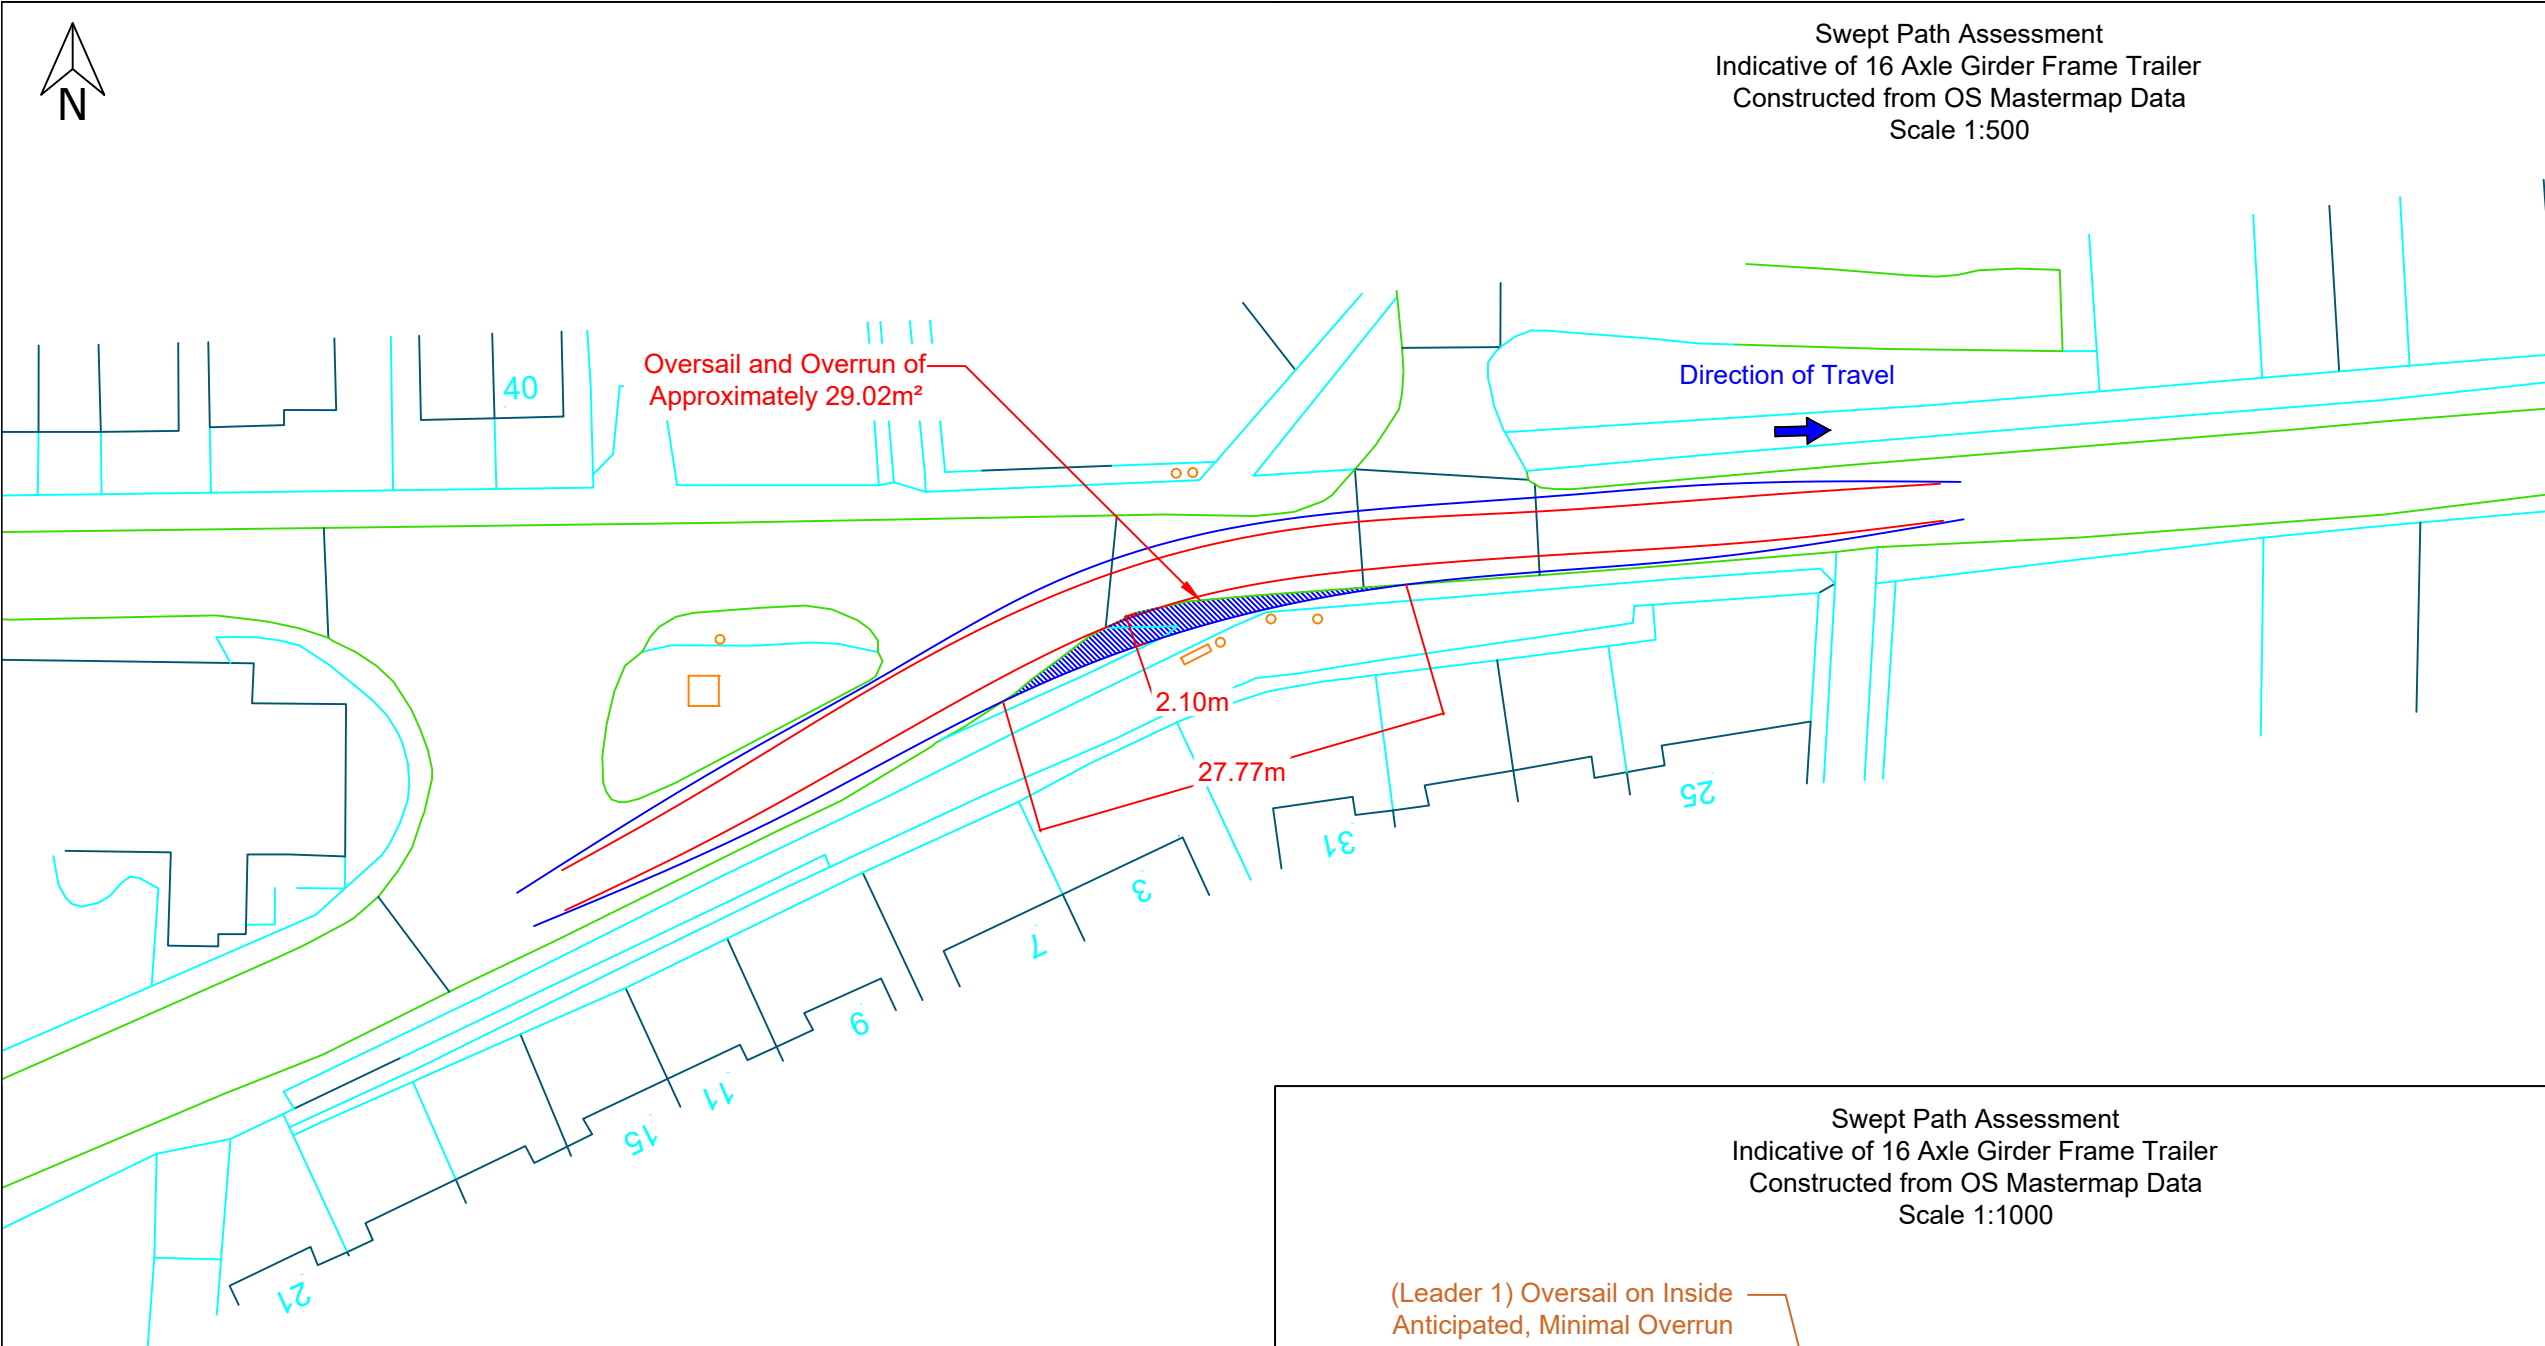 Swept Path Assessment
Indicative of 16 Axle Girder Frame Trailer
Constructed from OS Mastermap Data
Scale 1:500
N
Oversail and Overrun of
Approximately 29.02m²
40
Direction of Travel
2.10m
27.77m
25
31
3
7
9
11
15
21
Swept Path Assessment
Indicative of 16 Axle Girder Frame Trailer
Constructed from OS Mastermap Data
Scale 1:1000
(Leader 1) Oversail on Inside
Anticipated, Minimal Overrun